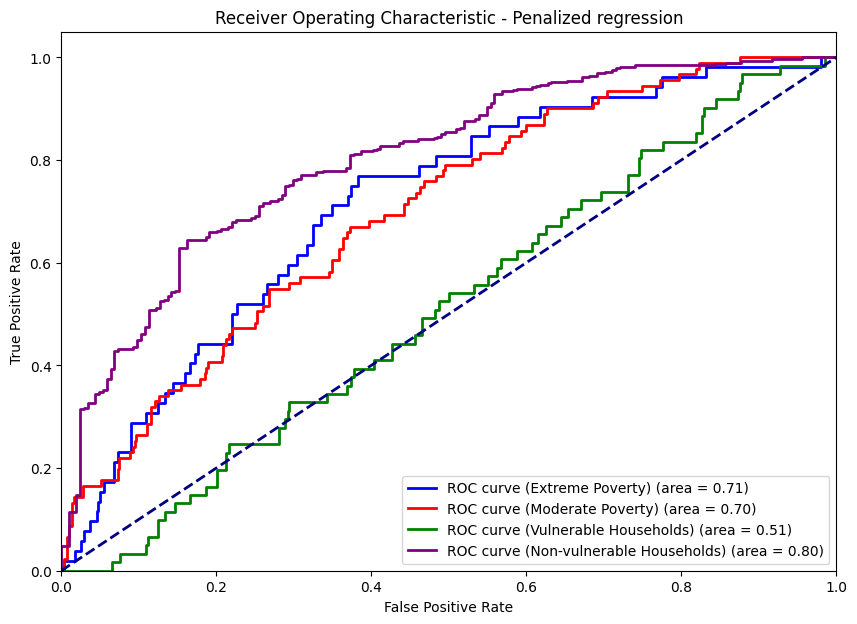 Receiver Operating Characteristic - Penalized regression
1.0
0.8
0.6
0.4
0.2
0.0
True Positive Rate
ROC curve (Extreme Poverty) (area = 0.71)
ROC curve (Moderate Poverty) (area = 0.70)
ROC curve (Vulnerable Households) (area = 0.51)
ROC curve (Non-vulnerable Households) (area = 0.80)
0.0 0.2 0.4 0.6 0.8 1.0
False Positive Rate